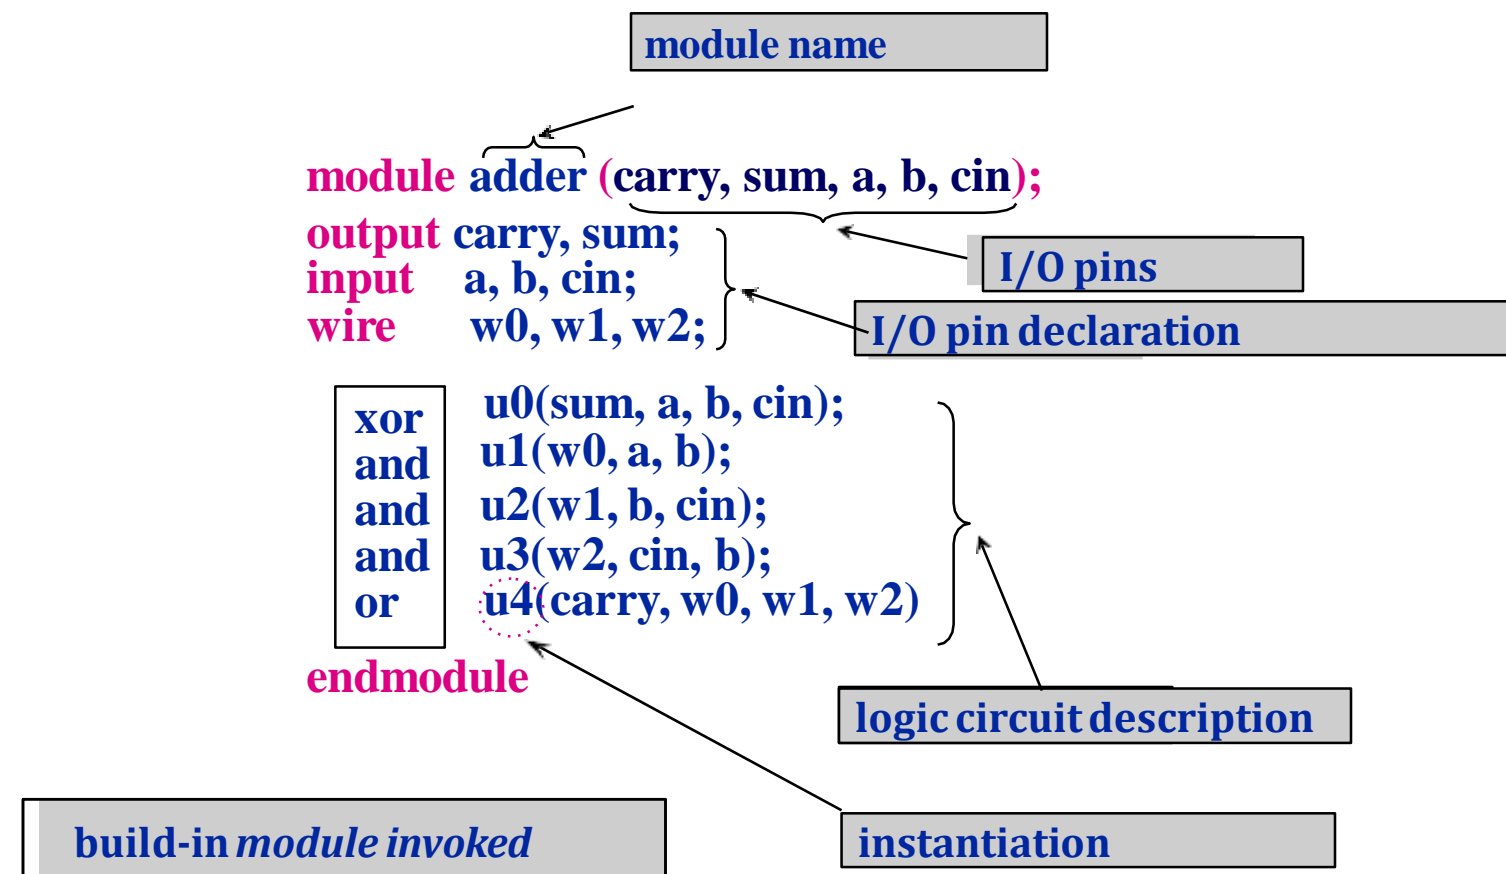 module name
module adder (carry, sum, a, b, cin);
output carry, sum;
I/O pins
input a, b, cin;
wire w0, w1, w2;
I/O pin declaration
xor u0(sum, a, b, cin);
and u1(w0, a, b);
and u2(w1, b, cin);
and u3(w2, cin, b);
or u4(carry, w0, w1, w2)
endmodule
logic circuit description
build-in module invoked
instantiation